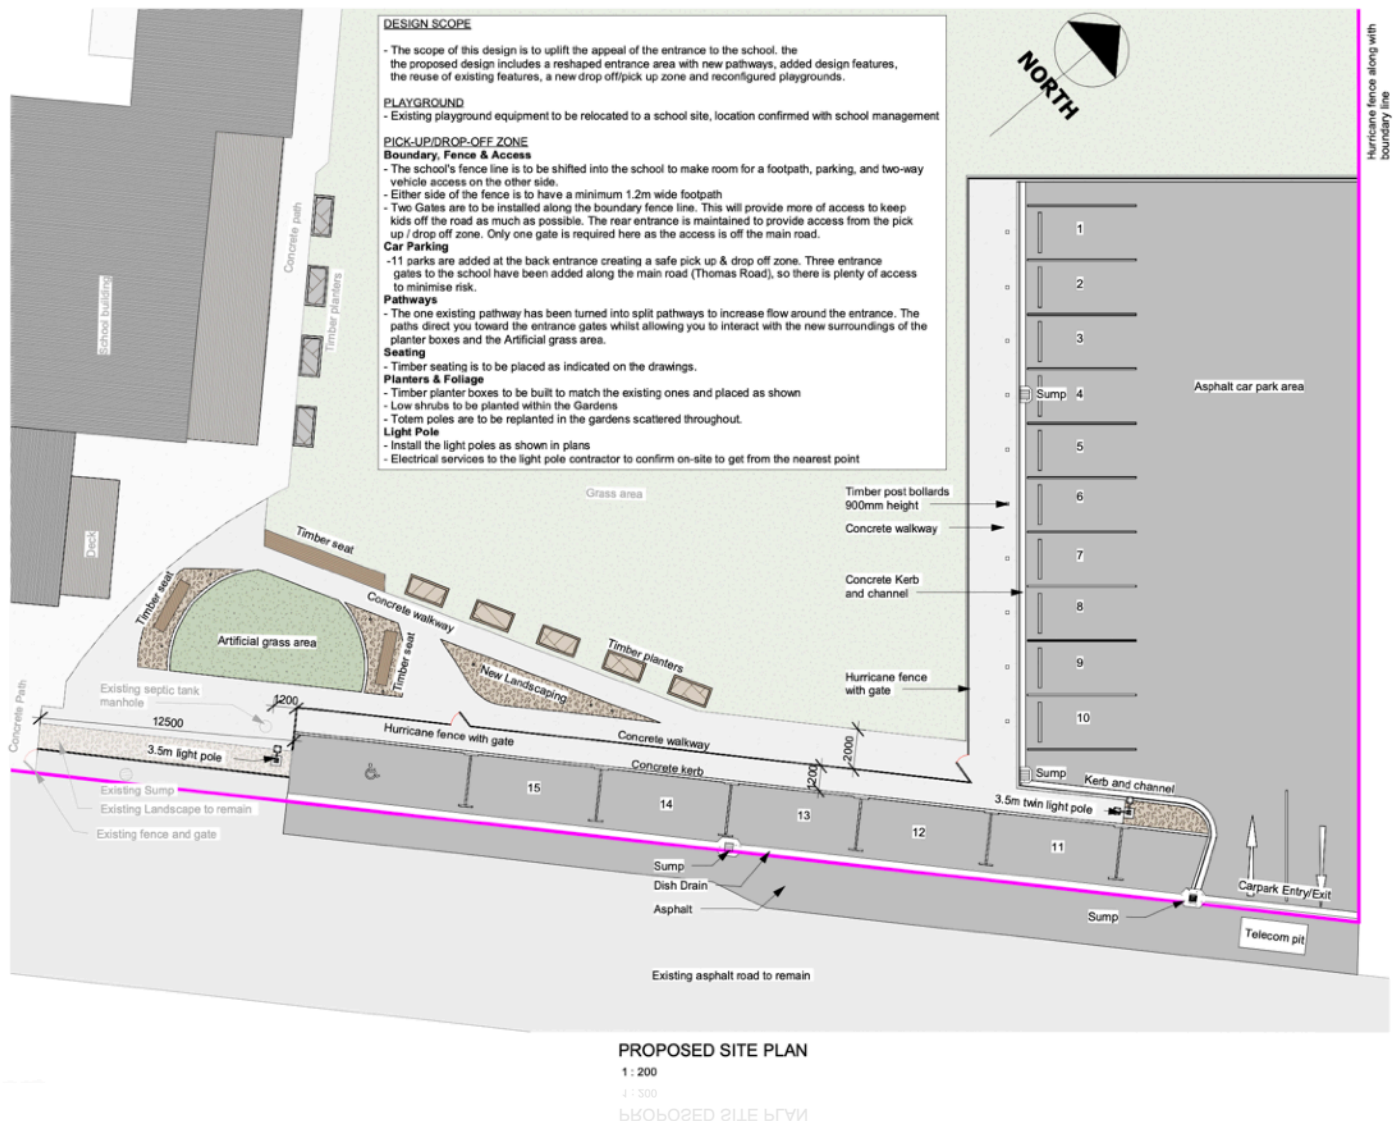 DESIGN SCOPE
- The scope of this design is to uplift the appeal of the entrance to the school. the
the proposed design includes a reshaped entrance area with new pathways, added design features,
the reuse of existing features, a new drop off/pick up zone and reconfigured playgrounds.
PLAYGROUND
- Existing playground equipment to be relocated to a school site, location confirmed with school management
PICK-UP/DROP-OFF ZONE
Boundary, Fence & Access
- The school's fence line is to be shifted into the school to make room for a footpath, parking, and two-way
vehicle access on the other side.
- Either side of the fence is to have a minimum 1.2m wide footpath
- Two Gates are to be installed along the boundary fence line. This will provide more of access to keep
kids off the road as much as possible. The rear entrance is maintained to provide access from the pick
up / drop off zone. Only one gate is required here as the access is off the main road.
Car Parking
-11 parks are added at the back entrance creating a safe pick up & drop off zone. Three entrance
gates to the school have been added along the main road (Thomas Road), so there is plenty of access
to minimise risk.
Pathways
- The one existing pathway has been turned into split pathways to increase flow around the entrance. The
paths direct you toward the entrance gates whilst allowing you to interact with the new surroundings of the
planter boxes and the Artificial grass area.
Seating
- Timber seating is to be placed as indicated on the drawings.
Planters & Foliage
- Timber planter boxes to be built to match the existing ones and placed as shown
- Low shrubs to be planted within the Gardens
- Totem poles are to be replanted in the gardens scattered throughout.
Light Pole
- Install the light poles as shown in plans
- Electrical services to the light pole contractor to confirm on-site to get from the nearest point
NORTH
Hurricane fence along with
boundary line
Concrete path
Timber planters
School building
Deck
Grass area
1
2
3
Sump 4
5
6
7
8
9
10
Asphalt car park area
Timber post bollards
900mm height
Concrete walkway
Concrete Kerb
and channel
Hurricane fence
with gate
Timber seat
Timber seat
Concrete walkway
Artificial grass area
Timber seat
Timber planters
New Landscaping
Existing septic tank
manhole
1200
12500
Concrete Path
Hurricane fence with gate
Concrete walkway
2000
3.5m light pole
Concrete kerb
1200
Sump
Kerb and channel
3.5m twin light pole
Existing Sump
Existing Landscape to remain
Existing fence and gate
15
14
13
12
11
Sump
Dish Drain
Asphalt
Sump
Carpark Entry/Exit
Telecom pit
Existing asphalt road to remain
PROPOSED SITE PLAN
1 : 200
1 : 200
PROPOSED SITE PLAN